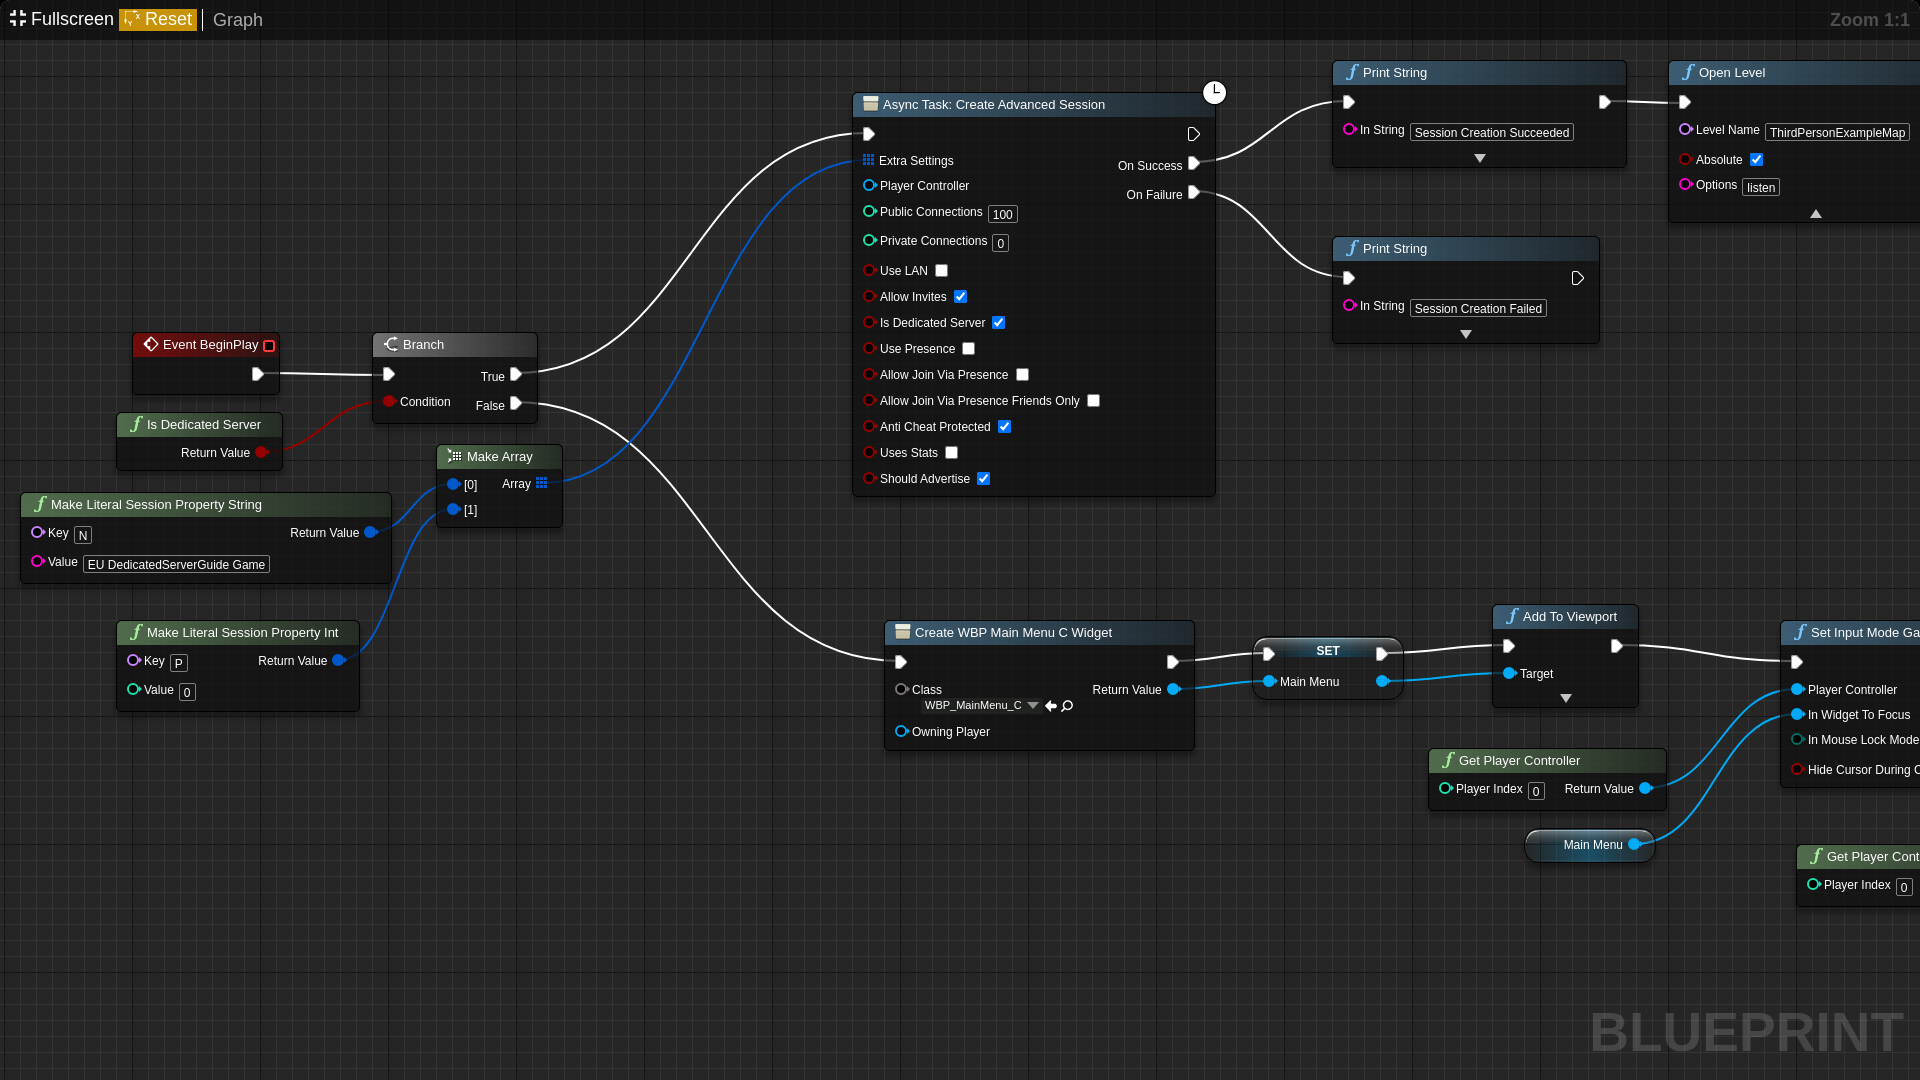 Fullscreen Reset Graph
Zoom 1:1
Async Task: Create Advanced Session
Extra Settings
On Success
Player Controller
On Failure
Public Connections 100
Private Connections 0
Use LAN
Allow Invites
Is Dedicated Server
Use Presence
Allow Join Via Presence
Allow Join Via Presence Friends Only
Anti Cheat Protected
Uses Stats
Should Advertise
Print String
In String Session Creation Succeeded
Open Level
Level Name ThirdPersonExampleMap
Absolute
Options listen
Print String
In String Session Creation Failed
Event BeginPlay
Branch
True
Condition
False
Is Dedicated Server
Return Value
Make Array
[0] Array
[1]
Make Literal Session Property String
Key N Return Value
Value EU DedicatedServerGuide Game
Make Literal Session Property Int
Key P Return Value
Value 0
Create WBP Main Menu C Widget
Class
WBP_MainMenu_C
Return Value
Owning Player
SET
Main Menu
Add To Viewport
Target
Set Input Mode Ga
Player Controller
In Widget To Focus
In Mouse Lock Mode
Hide Cursor During C
Get Player Controller
Player Index 0 Return Value
Main Menu
Get Player Cont
Player Index 0
BLUEPRINT